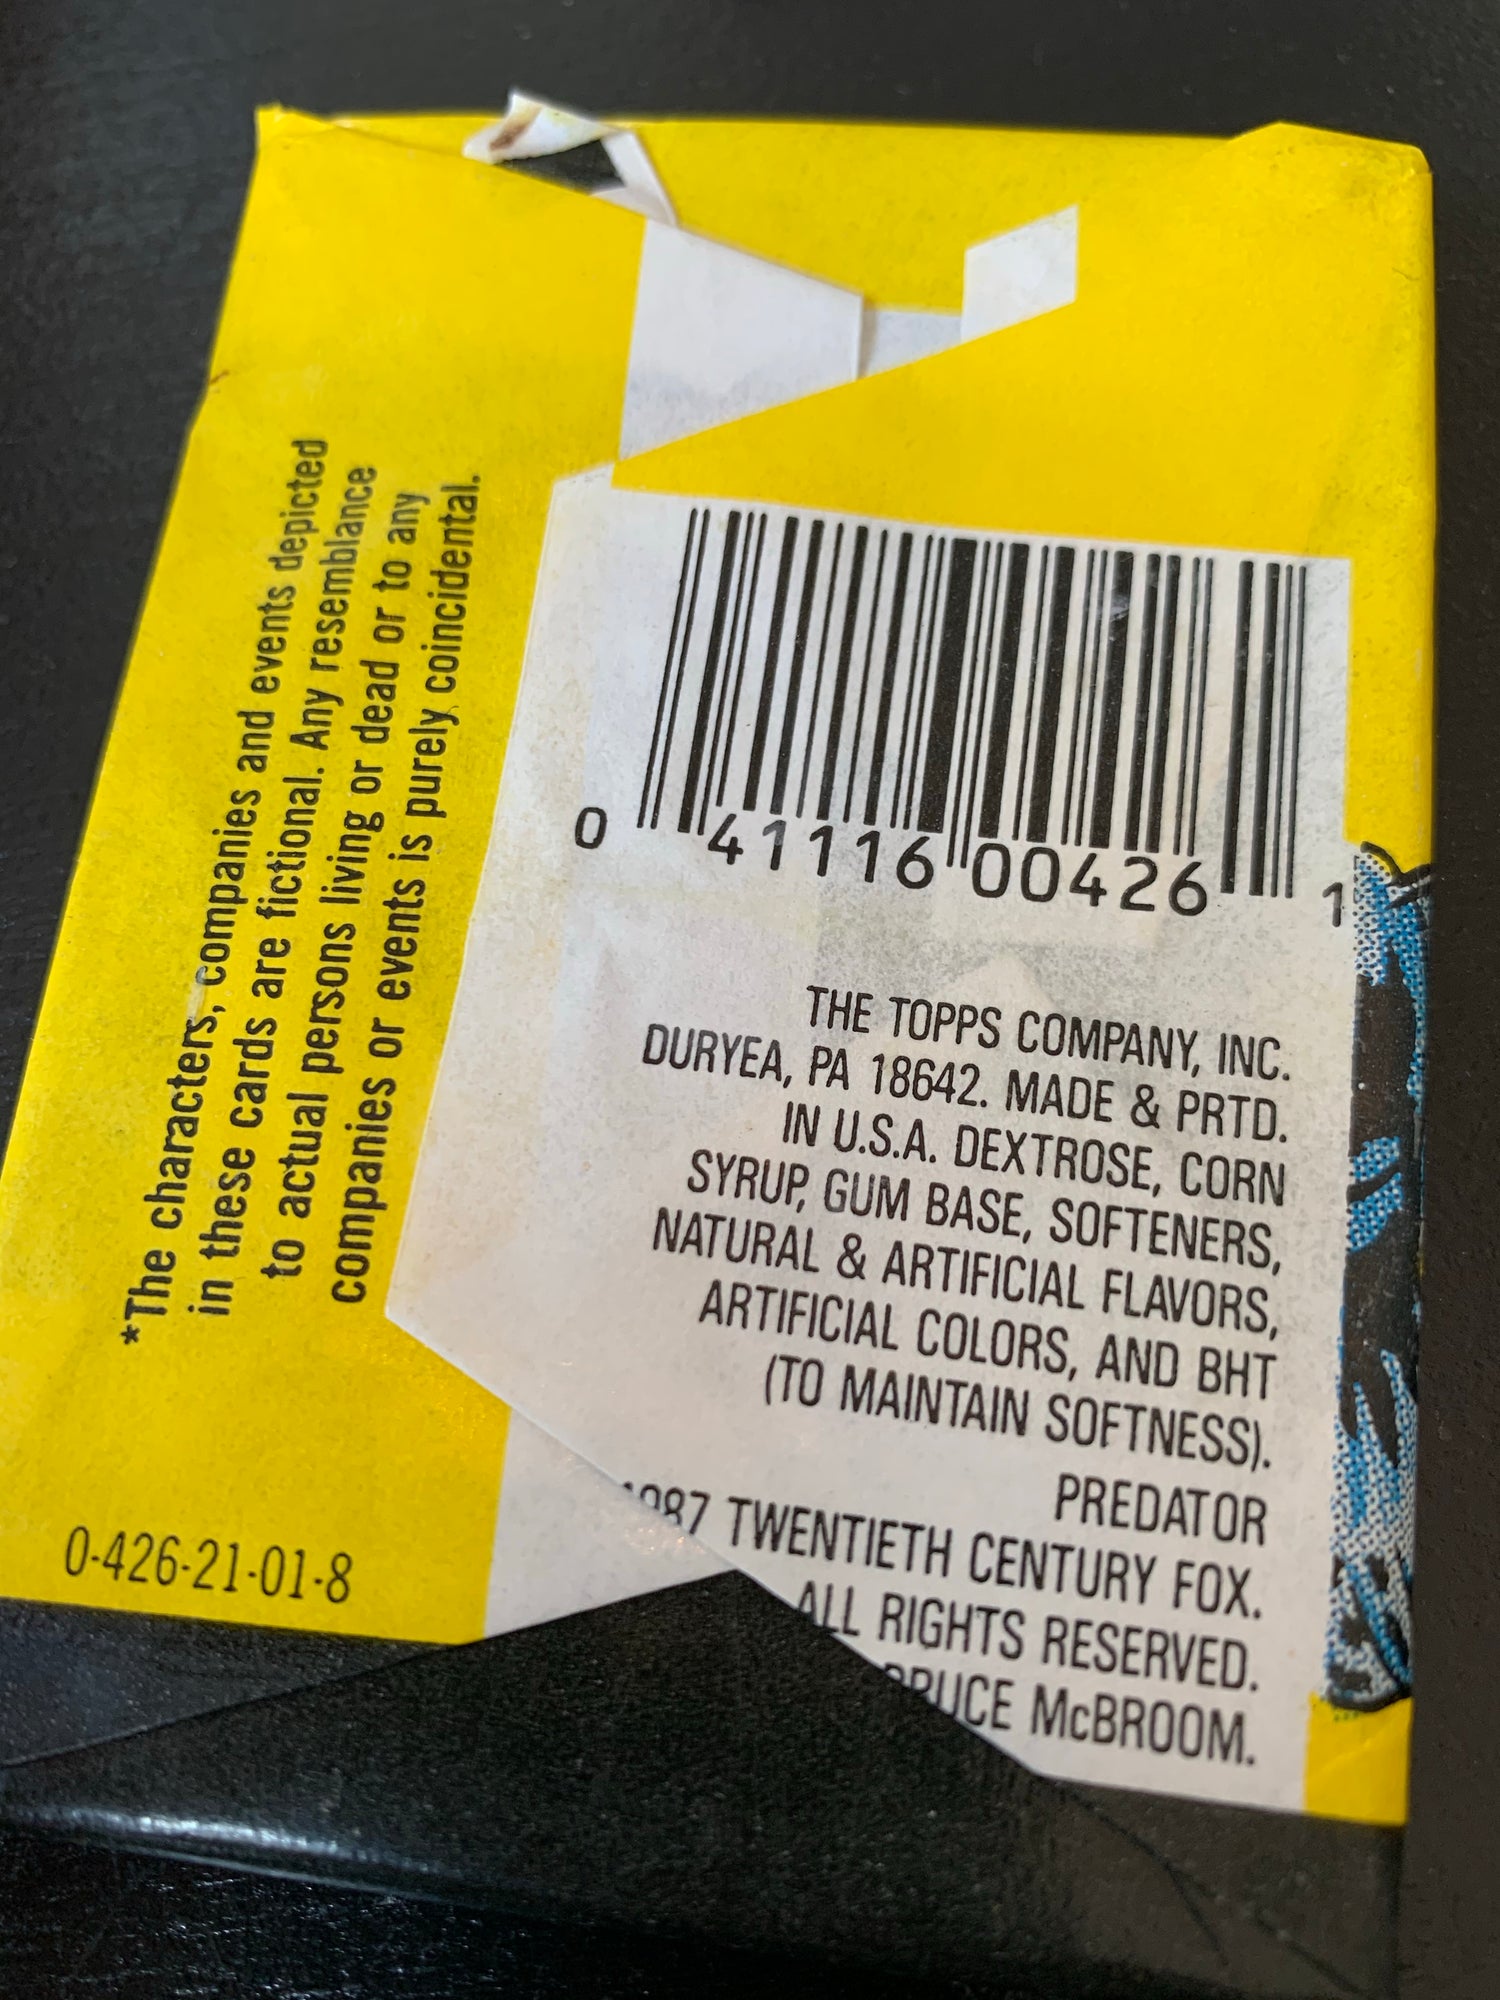 *The characters, companies and events depicted
in these cards are fictional. Any resemblance
to actual persons living or dead or to any
companies or events is purely coincidental.
0-426-21-01-8
0 41116 00426 1
THE TOPPS COMPANY, INC.
DURYEA, PA 18642. MADE & PRTD.
IN U.S.A. DEXTROSE, CORN
SYRUP, GUM BASE, SOFTENERS,
NATURAL & ARTIFICIAL FLAVORS,
ARTIFICIAL COLORS, AND BHT
(TO MAINTAIN SOFTNESS).
PREDATOR
1987 TWENTIETH CENTURY FOX.
ALL RIGHTS RESERVED.
BRUCE McBROOM.